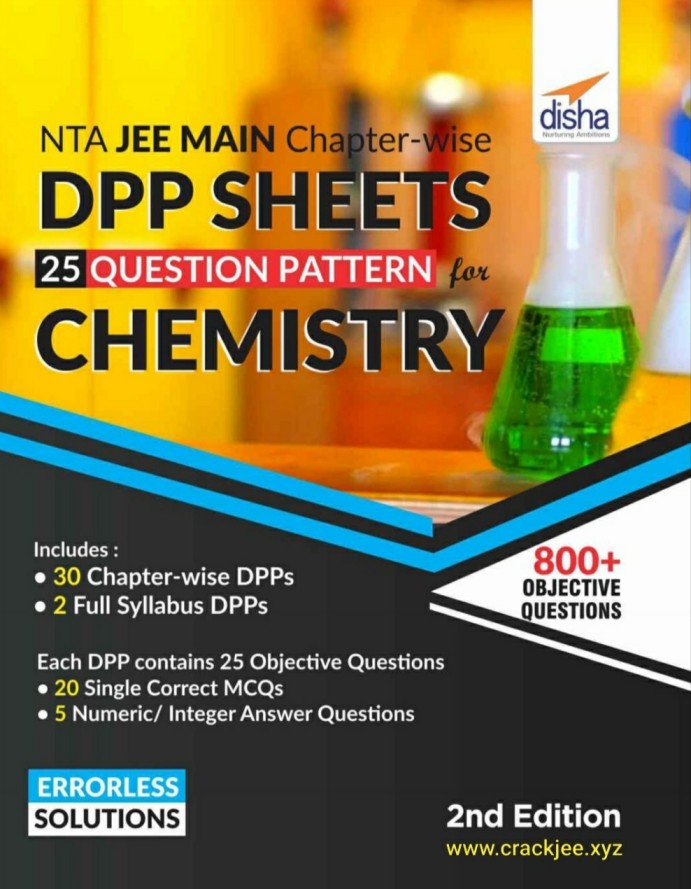 disha
Nurturing Ambitions
NTA JEE MAIN Chapter-wise
DPP SHEETS
25 QUESTION PATTERN for
CHEMISTRY
Includes :
• 30 Chapter-wise DPPs
• 2 Full Syllabus DPPs
800+
OBJECTIVE
QUESTIONS
Each DPP contains 25 Objective Questions
• 20 Single Correct MCQs
• 5 Numeric/ Integer Answer Questions
ERRORLESS
SOLUTIONS
2nd Edition
www.crackjee.xyz